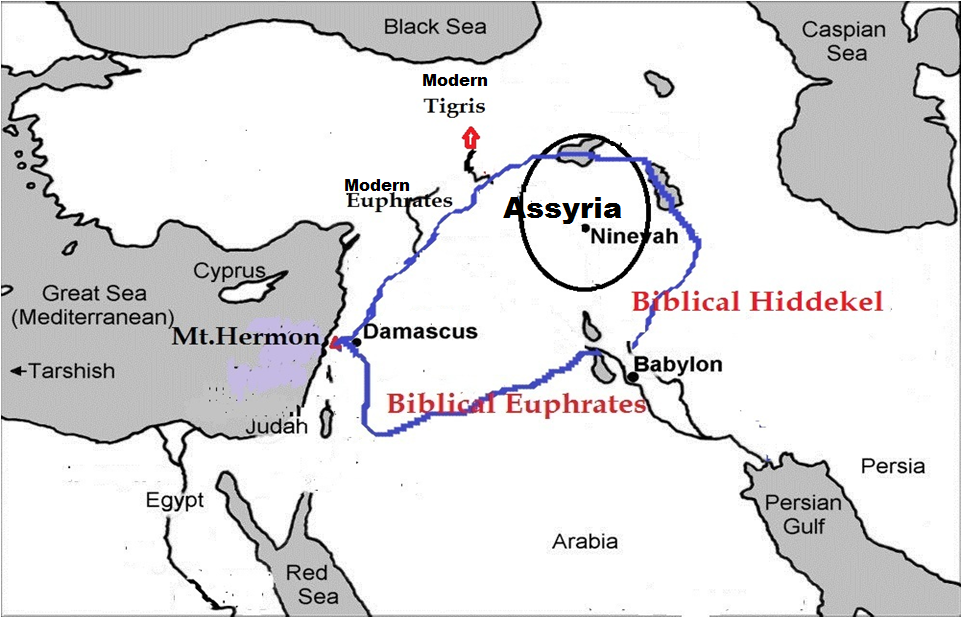 Black Sea
Caspian
Sea
Modern
Tigris
Modern
Euphrates
Assyria
Ninevah
Cyprus
Great Sea
(Mediterranean)
Biblical Hiddekel
Mt.Hermon
Damascus
Tarshish
Babylon
Biblical Euphrates
Judah
Persia
Egypt
Persian
Gulf
Arabia
Red
Sea